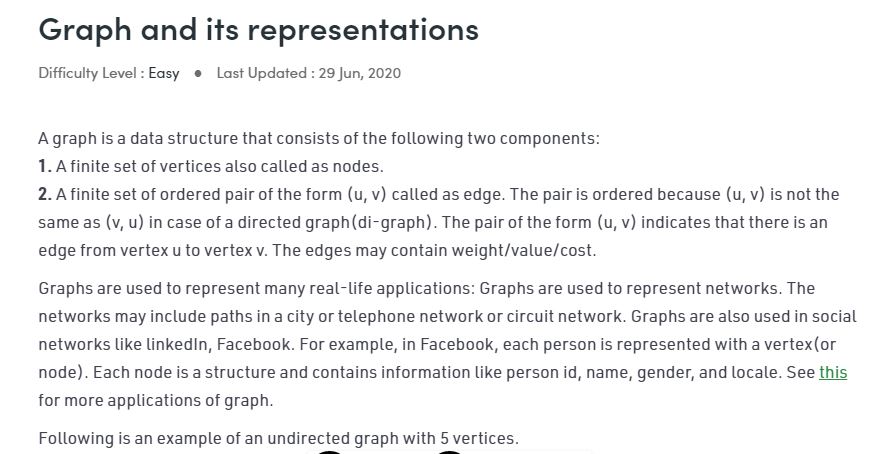 Graph and its representations
Difficulty Level : Easy ● Last Updated : 29 Jun, 2020
A graph is a data structure that consists of the following two components:
1. A finite set of vertices also called as nodes.
2. A finite set of ordered pair of the form (u, v) called as edge. The pair is ordered because (u, v) is not the
same as (v, u) in case of a directed graph(di-graph). The pair of the form (u, v) indicates that there is an
edge from vertex u to vertex v. The edges may contain weight/value/cost.
Graphs are used to represent many real-life applications: Graphs are used to represent networks. The
networks may include paths in a city or telephone network or circuit network. Graphs are also used in social
networks like linkedIn, Facebook. For example, in Facebook, each person is represented with a vertex(or
node). Each node is a structure and contains information like person id, name, gender, and locale. See this
for more applications of graph.
Following is an example of an undirected graph with 5 vertices.